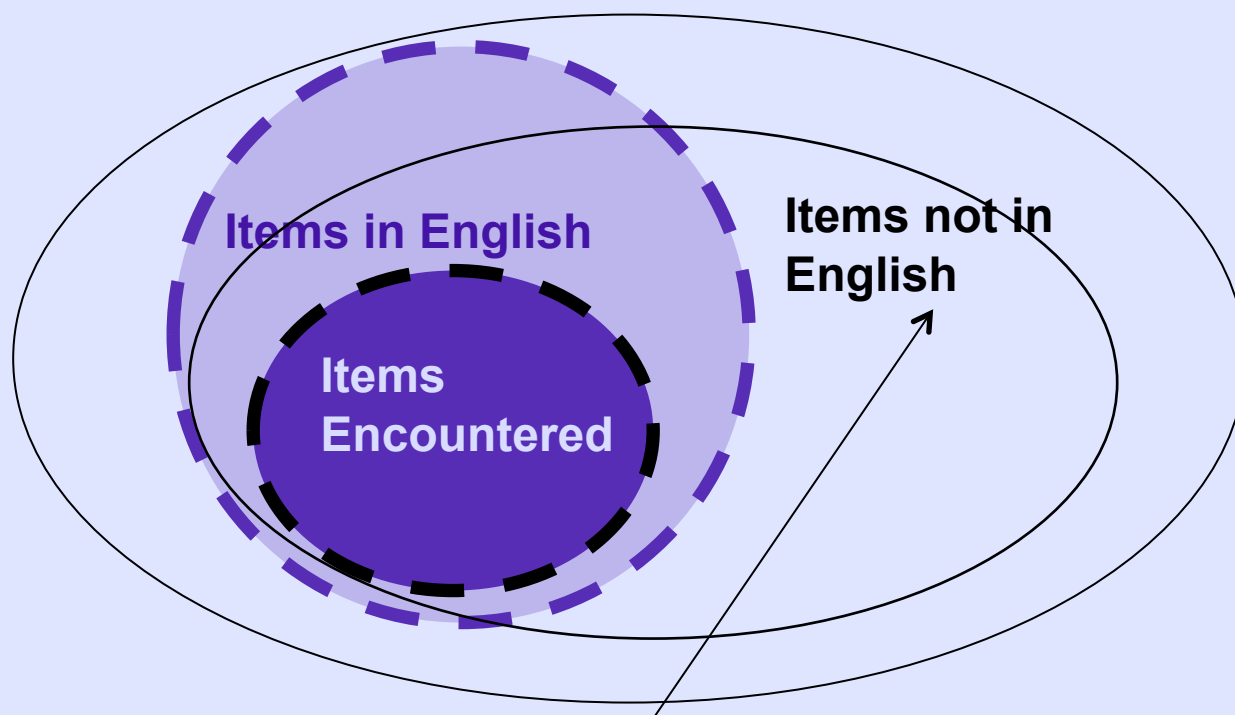 Items in English
Items not in
English
Items
Encountered